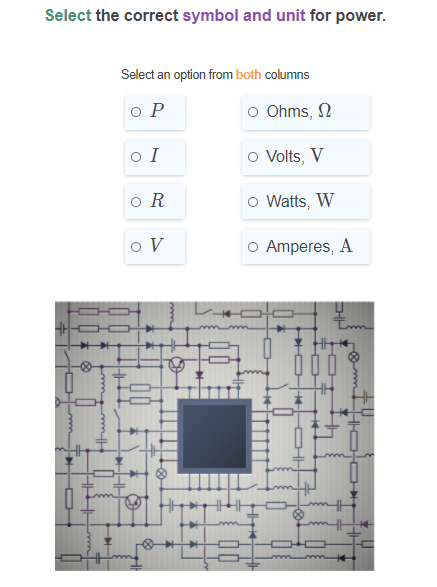 Select the correct symbol and unit for power.
Select an option from both columns
P Ohms, Ω
I Volts, V
R Watts, W
V Amperes, A